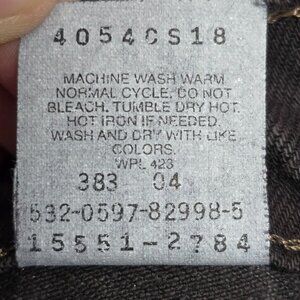 40540S18
MACHINE WASH WARM
NORMAL CYCLE. DO NOT
BLEACH. TUMBLE DRY HOT.
HOT IRON IF NEEDED.
WASH AND DRY WITH LIKE
COLORS.
WPL 423
383 04
532-0597-82998-5
15551-2784